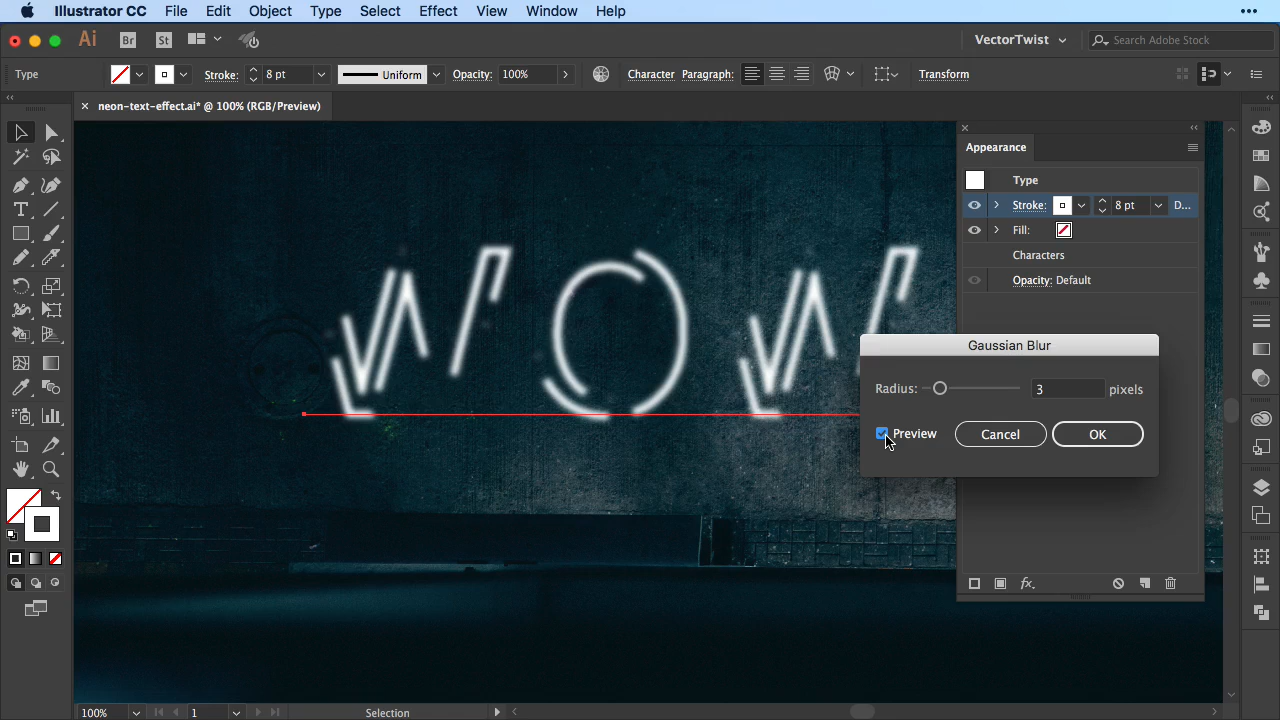 Illustrator CC File Edit Object Type Select Effect View Window Help
Ai Br St VectorTwist Search Adobe Stock
Type Stroke: 8 pt Uniform Opacity: 100% Character Paragraph: Transform
neon-text-effect.ai* @ 100% (RGB/Preview)
Appearance
Type
Stroke: 8 pt D...
Fill:
Characters
Opacity: Default
WOW
Gaussian Blur
Radius: 3 pixels
Preview Cancel OK
fx.
100% 1 Selection